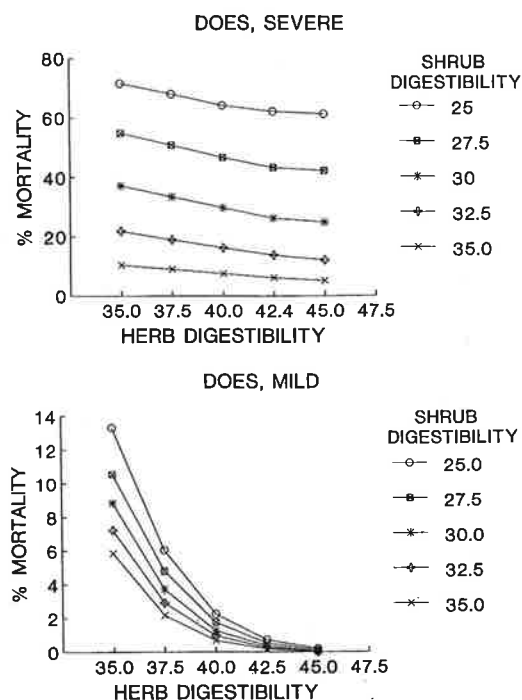 DOES, SEVERE
80
60
40
20
0
% MORTALITY
35.0 37.5 40.0 42.4 45.0 47.5
HERB DIGESTIBILITY
SHRUB
DIGESTIBILITY
25
27.5
30
32.5
35.0
DOES, MILD
14
12
10
8
6
4
2
0
% MORTALITY
35.0 37.5 40.0 42.5 45.0 47.5
HERB DIGESTIBILITY
SHRUB
DIGESTIBILITY
25.0
27.5
30.0
32.5
35.0